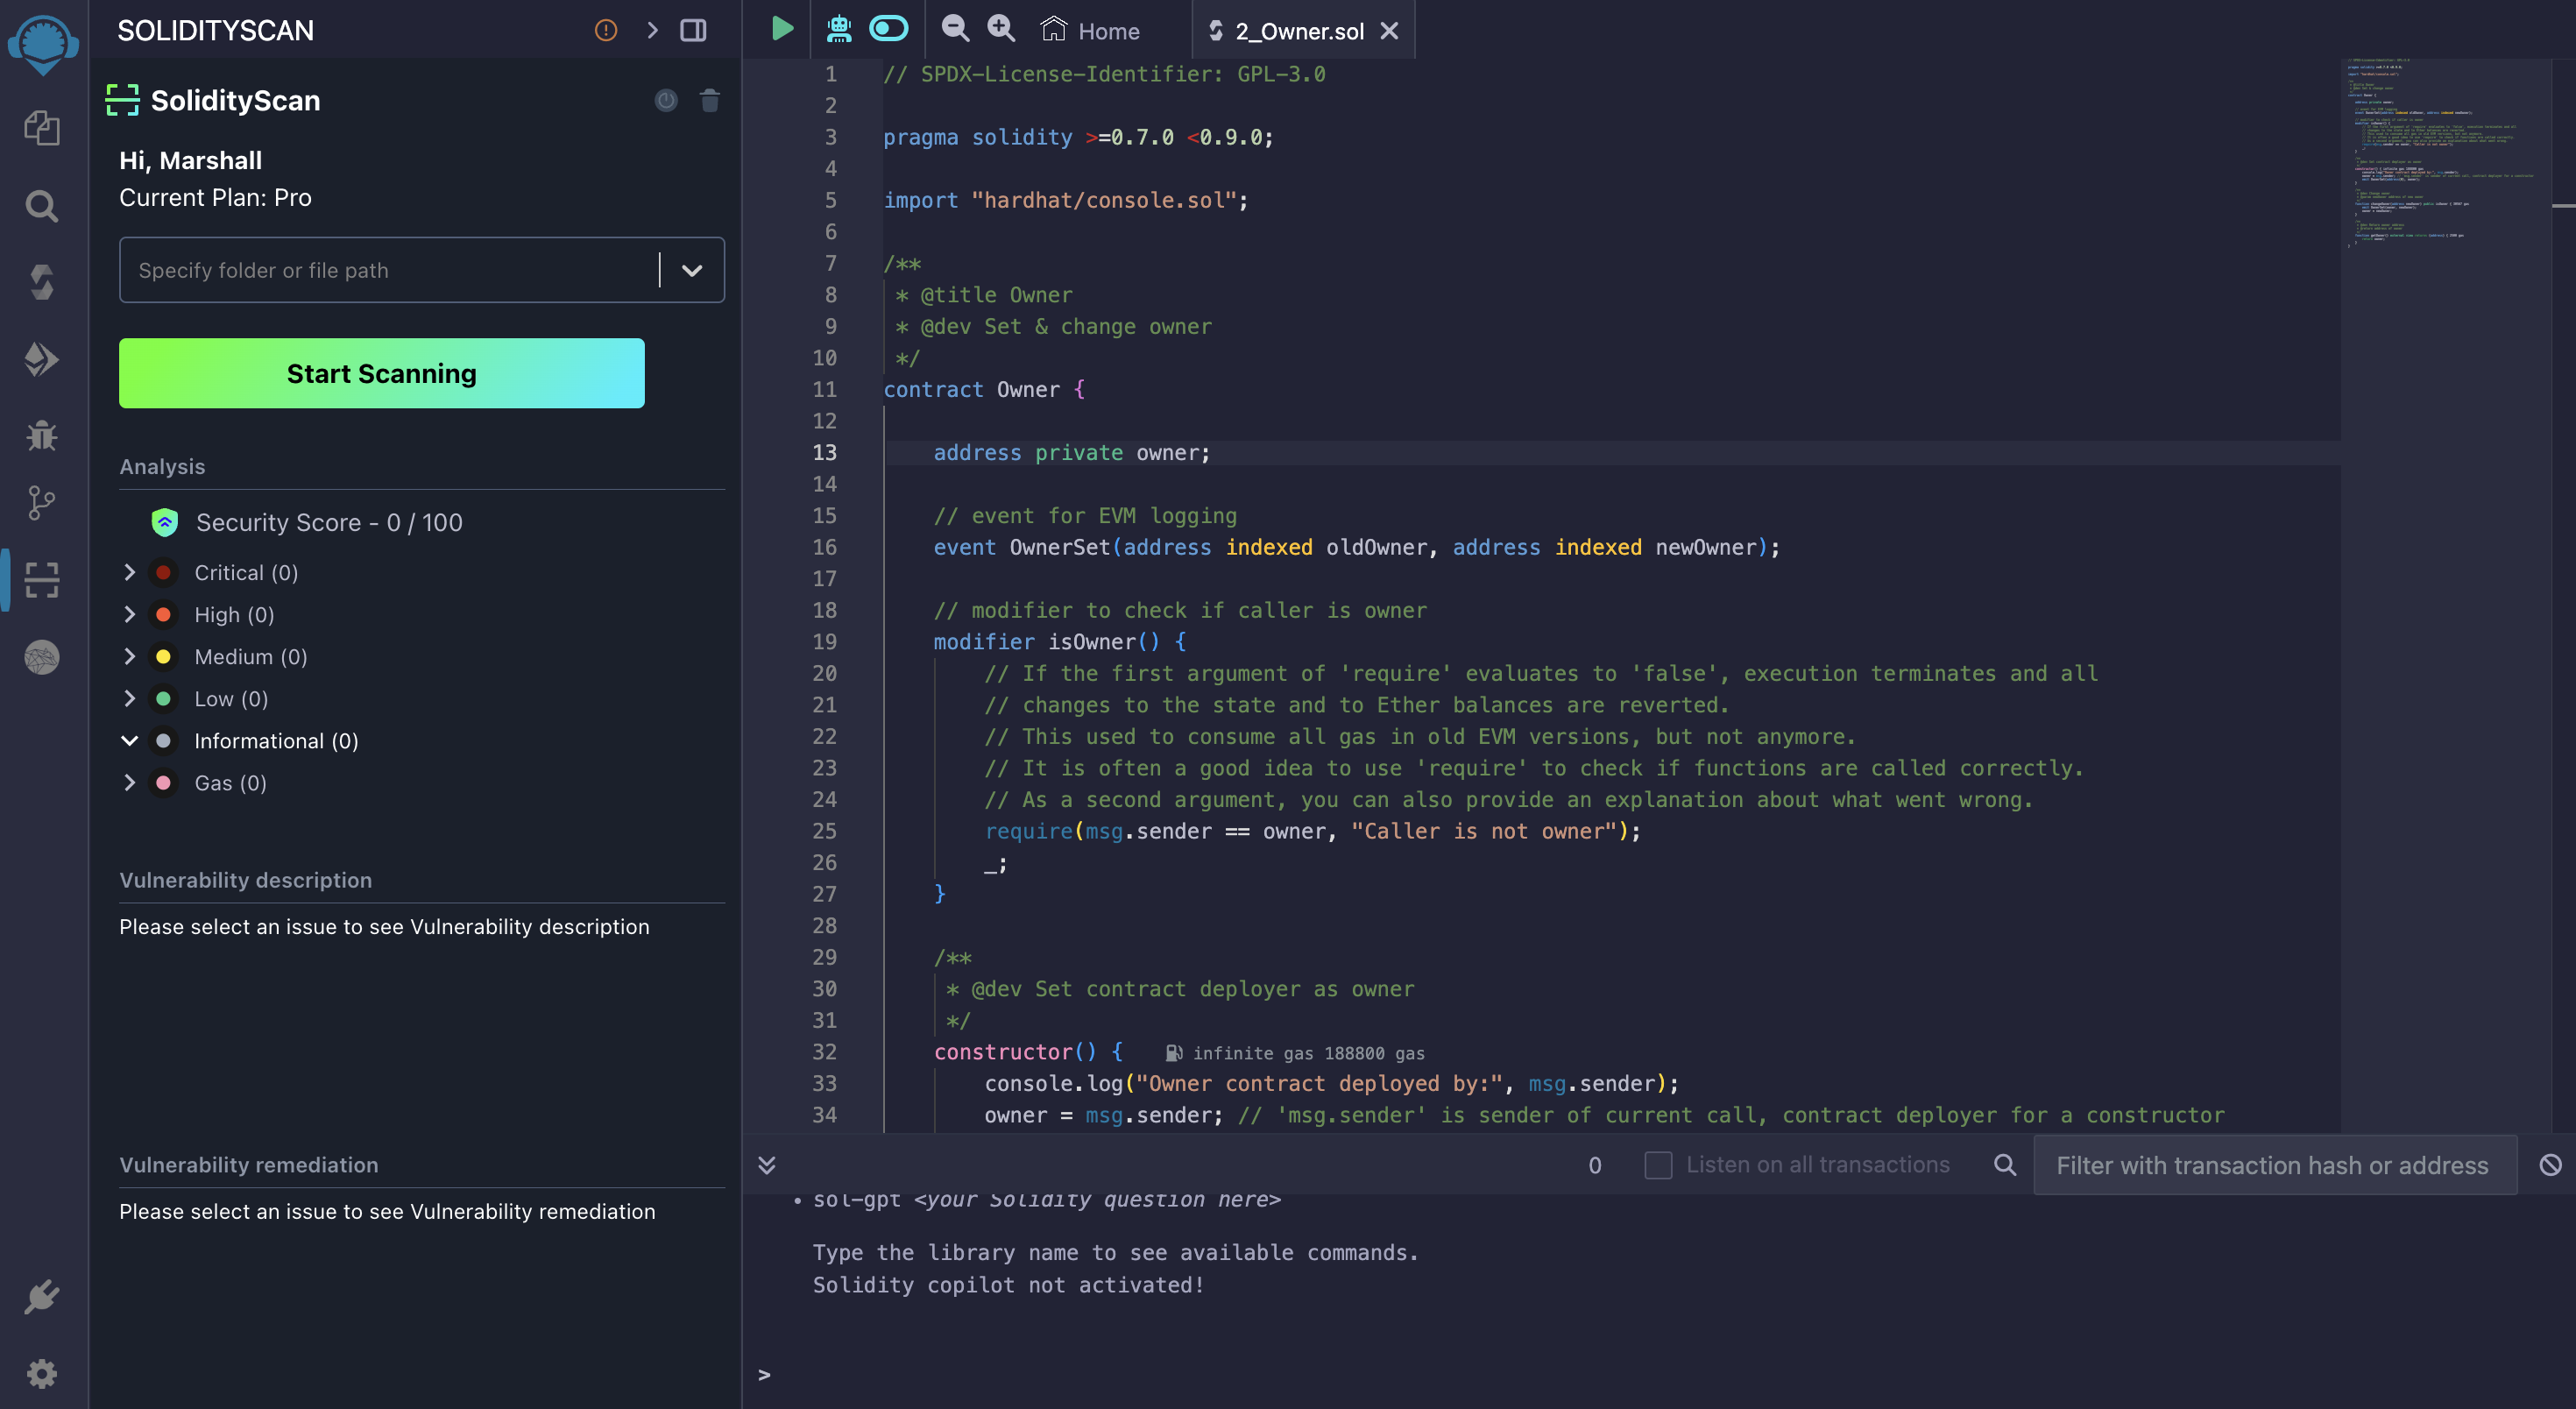 SOLIDITYSCAN
SolidityScan
Hi, Marshall
Current Plan: Pro
Specify folder or file path
Start Scanning
Analysis
Security Score - 0 / 100
Critical (0)
High (0)
Medium (0)
Low (0)
Informational (0)
Gas (0)
Vulnerability description
Please select an issue to see Vulnerability description
Vulnerability remediation
Please select an issue to see Vulnerability remediation
Home
2_Owner.sol
1 // SPDX-License-Identifier: GPL-3.0
2
3 pragma solidity >=0.7.0 <0.9.0;
4
5 import "hardhat/console.sol";
6
7 /**
8 * @title Owner
9 * @dev Set & change owner
10 */
11 contract Owner {
12
13 address private owner;
14
15 // event for EVM logging
16 event OwnerSet(address indexed oldOwner, address indexed newOwner);
17
18 // modifier to check if caller is owner
19 modifier isOwner() {
20 // If the first argument of 'require' evaluates to 'false', execution terminates and all
21 // changes to the state and to Ether balances are reverted.
22 // This used to consume all gas in old EVM versions, but not anymore.
23 // It is often a good idea to use 'require' to check if functions are called correctly.
24 // As a second argument, you can also provide an explanation about what went wrong.
25 require(msg.sender == owner, "Caller is not owner");
26 _;
27 }
28
29 /**
30 * @dev Set contract deployer as owner
31 */
32 constructor() { infinite gas 188800 gas
33 console.log("Owner contract deployed by:", msg.sender);
34 owner = msg.sender; // 'msg.sender' is sender of current call, contract deployer for a constructor
0
Listen on all transactions
Filter with transaction hash or address
• sol-gpt <your Solidity question here>
Type the library name to see available commands.
Solidity copilot not activated!
>